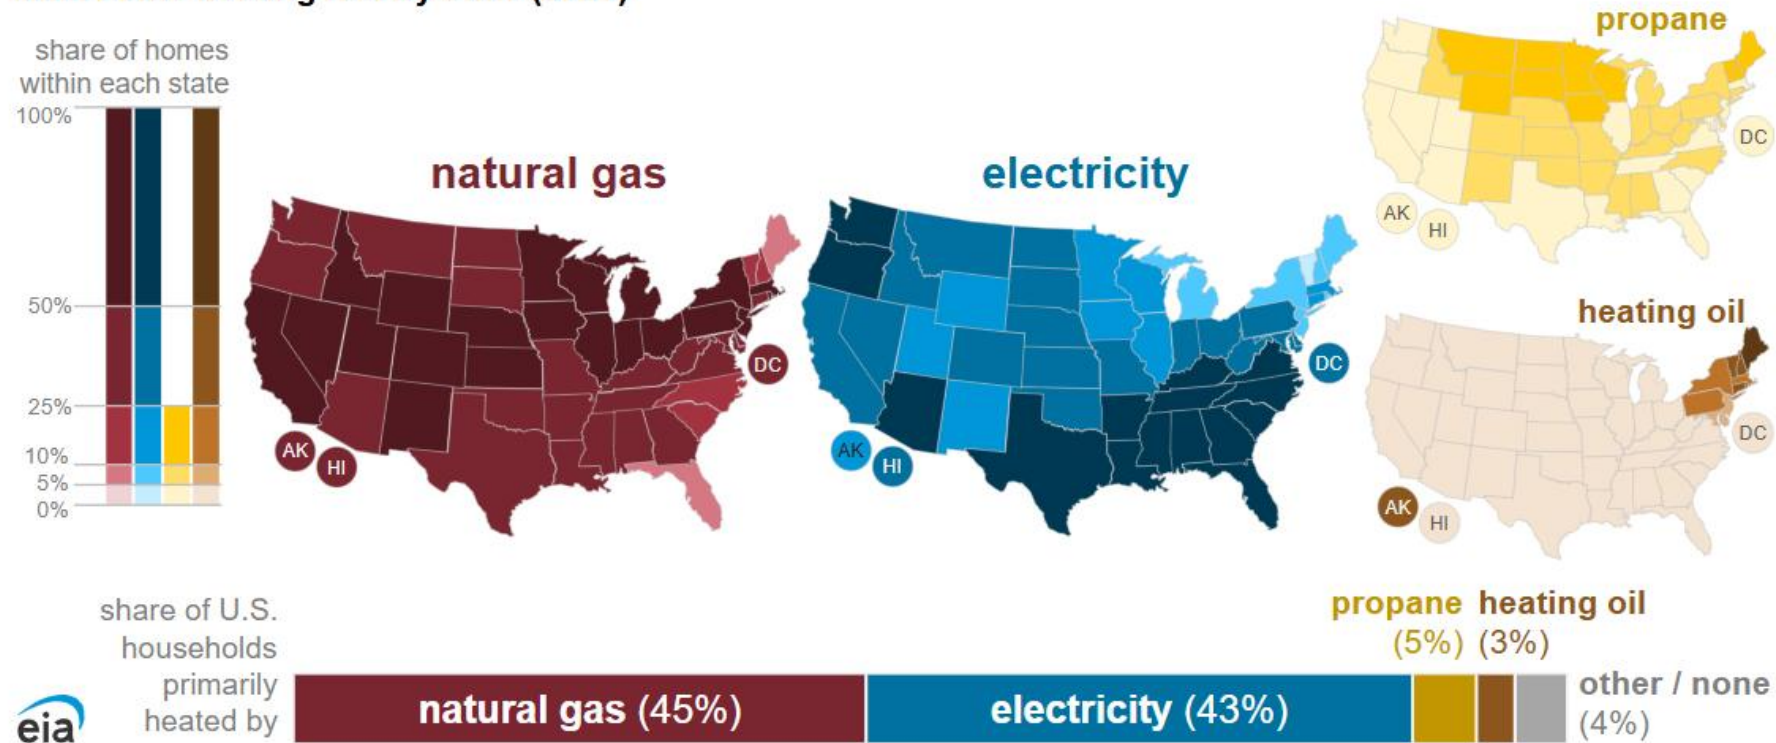 share of homes
within each state
100%
50%
25%
10%
5%
0%
natural gas
AK
HI
DC
electricity
AK
HI
DC
propane
AK
HI
DC
heating oil
AK
HI
DC
share of U.S.
households
primarily
heated by
natural gas (45%)
electricity (43%)
propane
(5%)
heating oil
(3%)
other / none
(4%)
eia